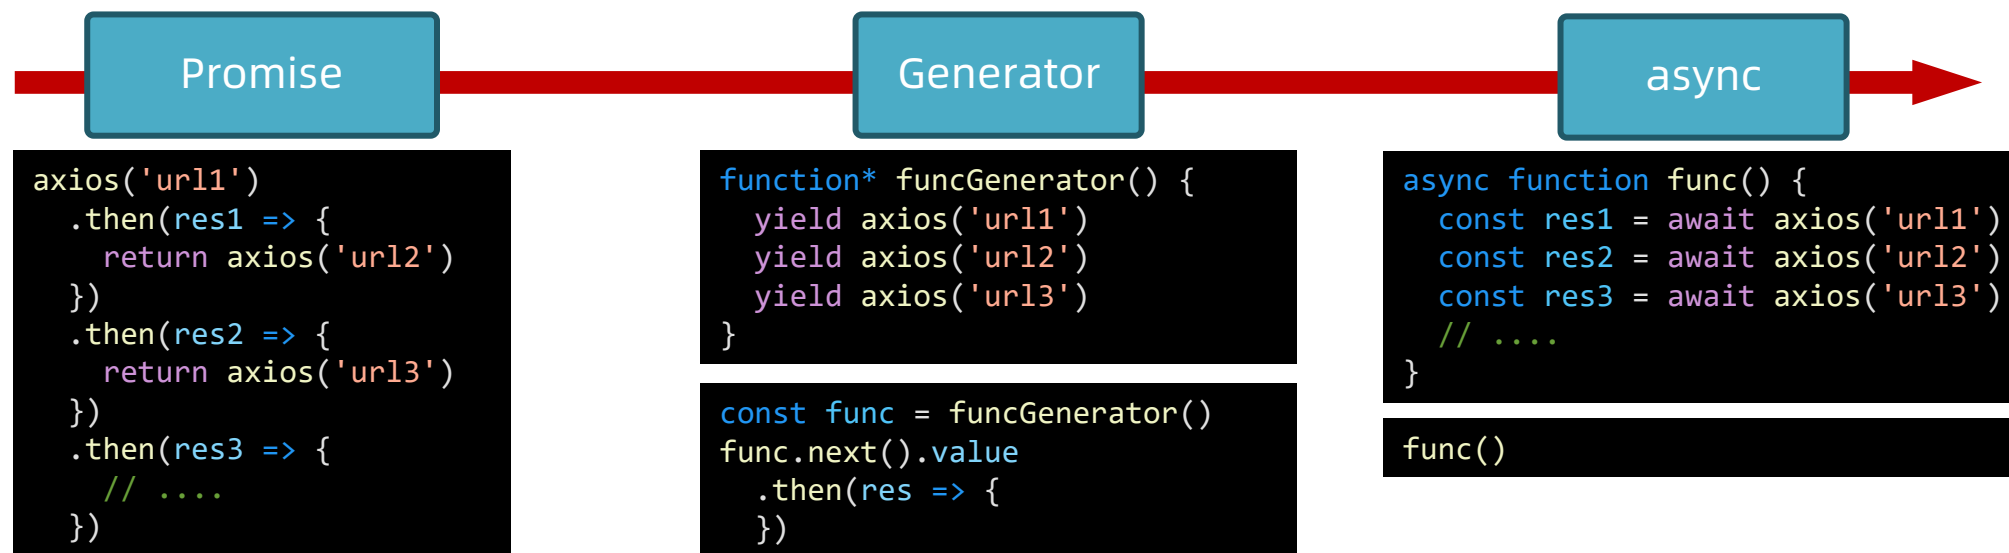 Promise
axios('url1')
  .then(res1 => {
    return axios('url2')
  })
  .then(res2 => {
    return axios('url3')
  })
  .then(res3 => {
    // ....
  })
Generator
function* funcGenerator() {
  yield axios('url1')
  yield axios('url2')
  yield axios('url3')
}
const func = funcGenerator()
func.next().value
  .then(res => {
  })
async
async function func() {
  const res1 = await axios('url1')
  const res2 = await axios('url2')
  const res3 = await axios('url3')
  // ....
}
func()